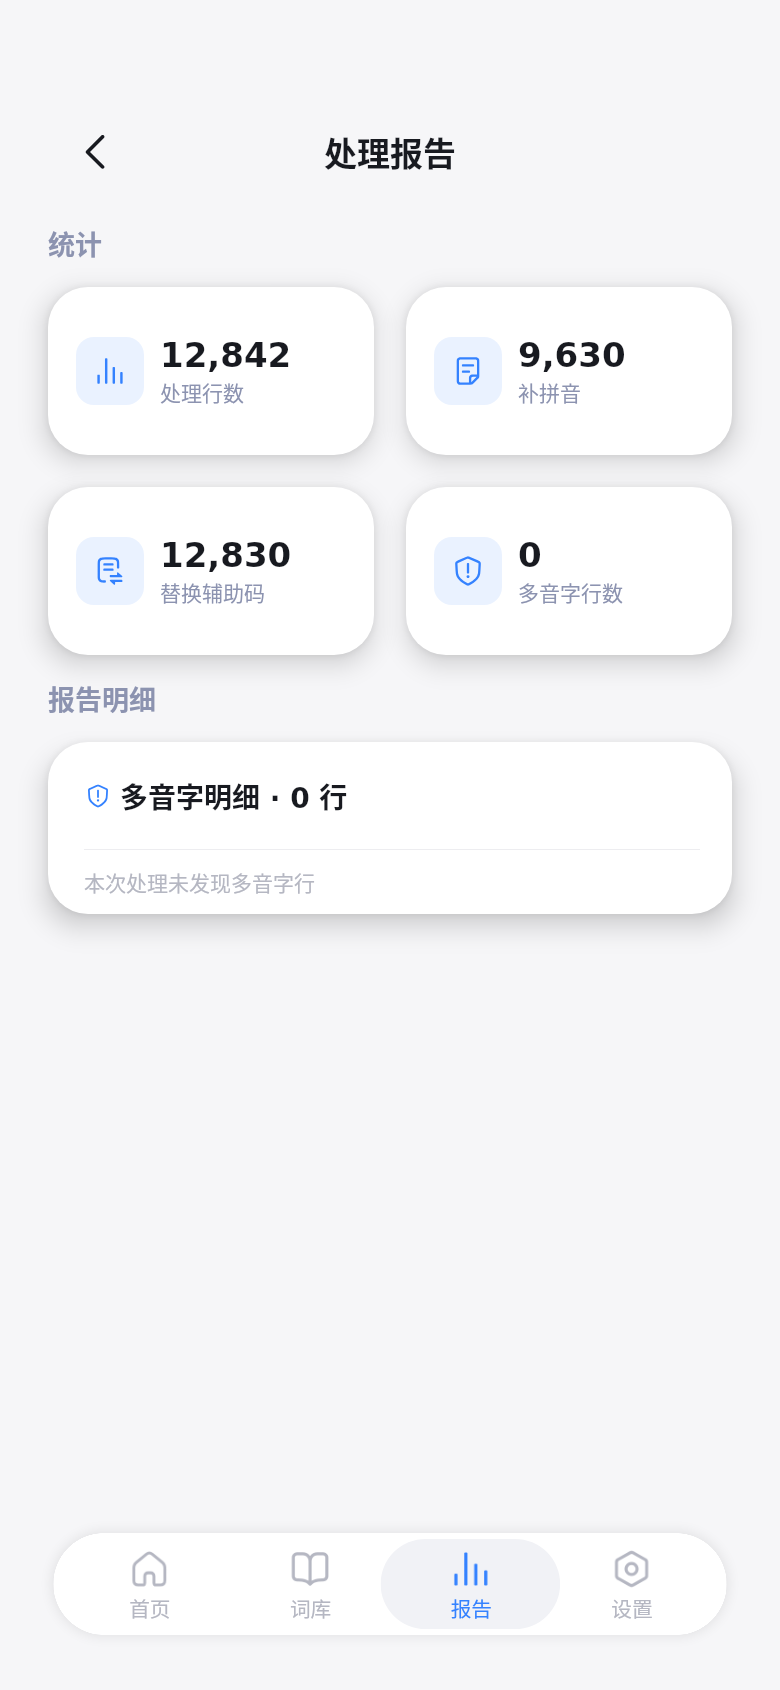 处理报告
统计
12,842
处理行数
9,630
补拼音
12,830
替换辅助码
0
多音字行数
报告明细
多音字明细 · 0 行
本次处理未发现多音字行
首页
词库
报告
设置